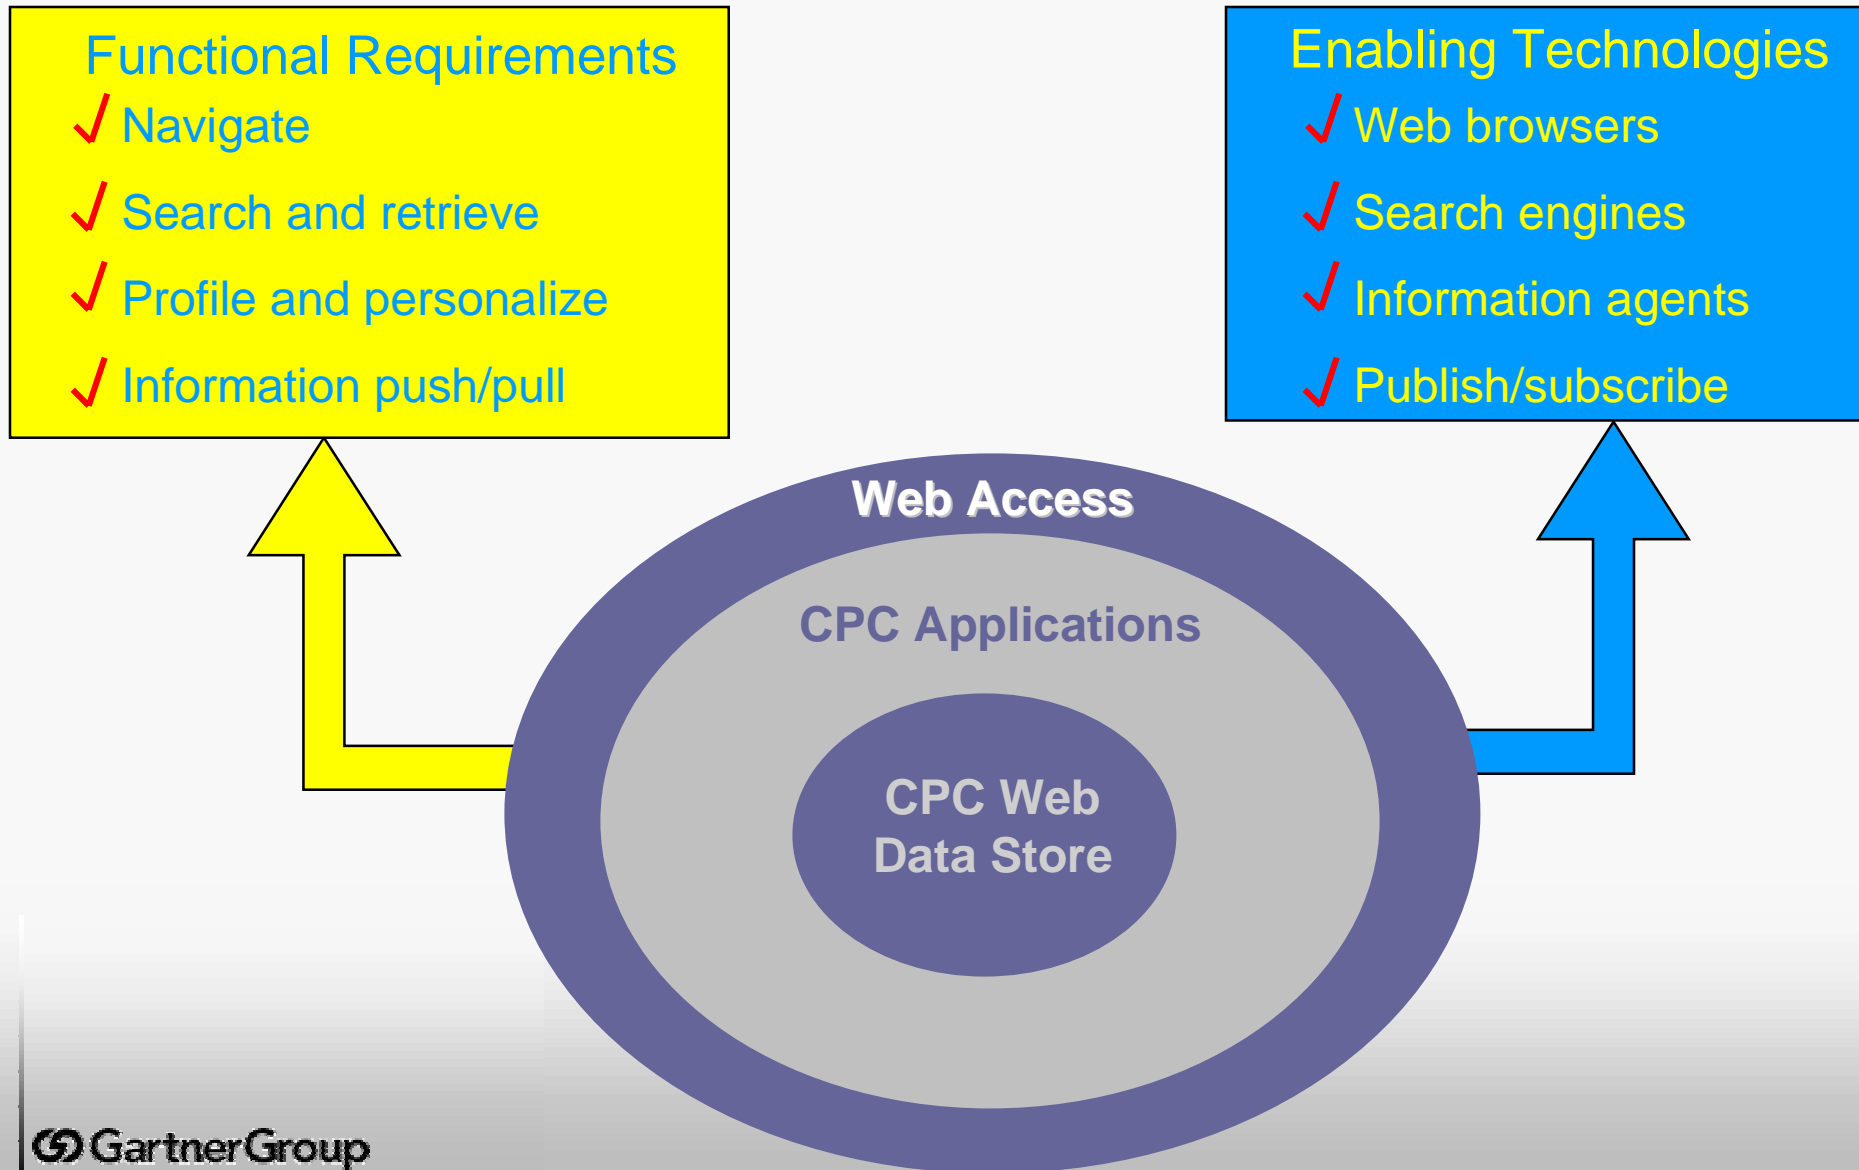 Functional Requirements
Navigate
Search and retrieve
Profile and personalize
Information push/pull
Enabling Technologies
Web browsers
Search engines
Information agents
Publish/subscribe
Web Access
CPC Applications
CPC Web
Data Store
GartnerGroup